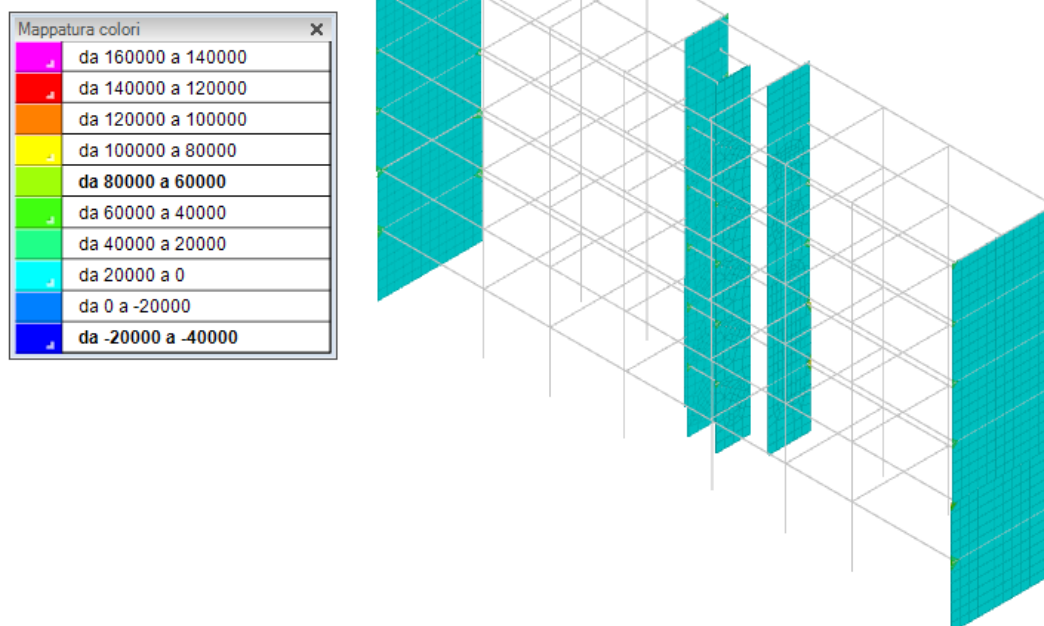 Mappatura colori
da 160000 a 140000
da 140000 a 120000
da 120000 a 100000
da 100000 a 80000
da 80000 a 60000
da 60000 a 40000
da 40000 a 20000
da 20000 a 0
da 0 a -20000
da -20000 a -40000